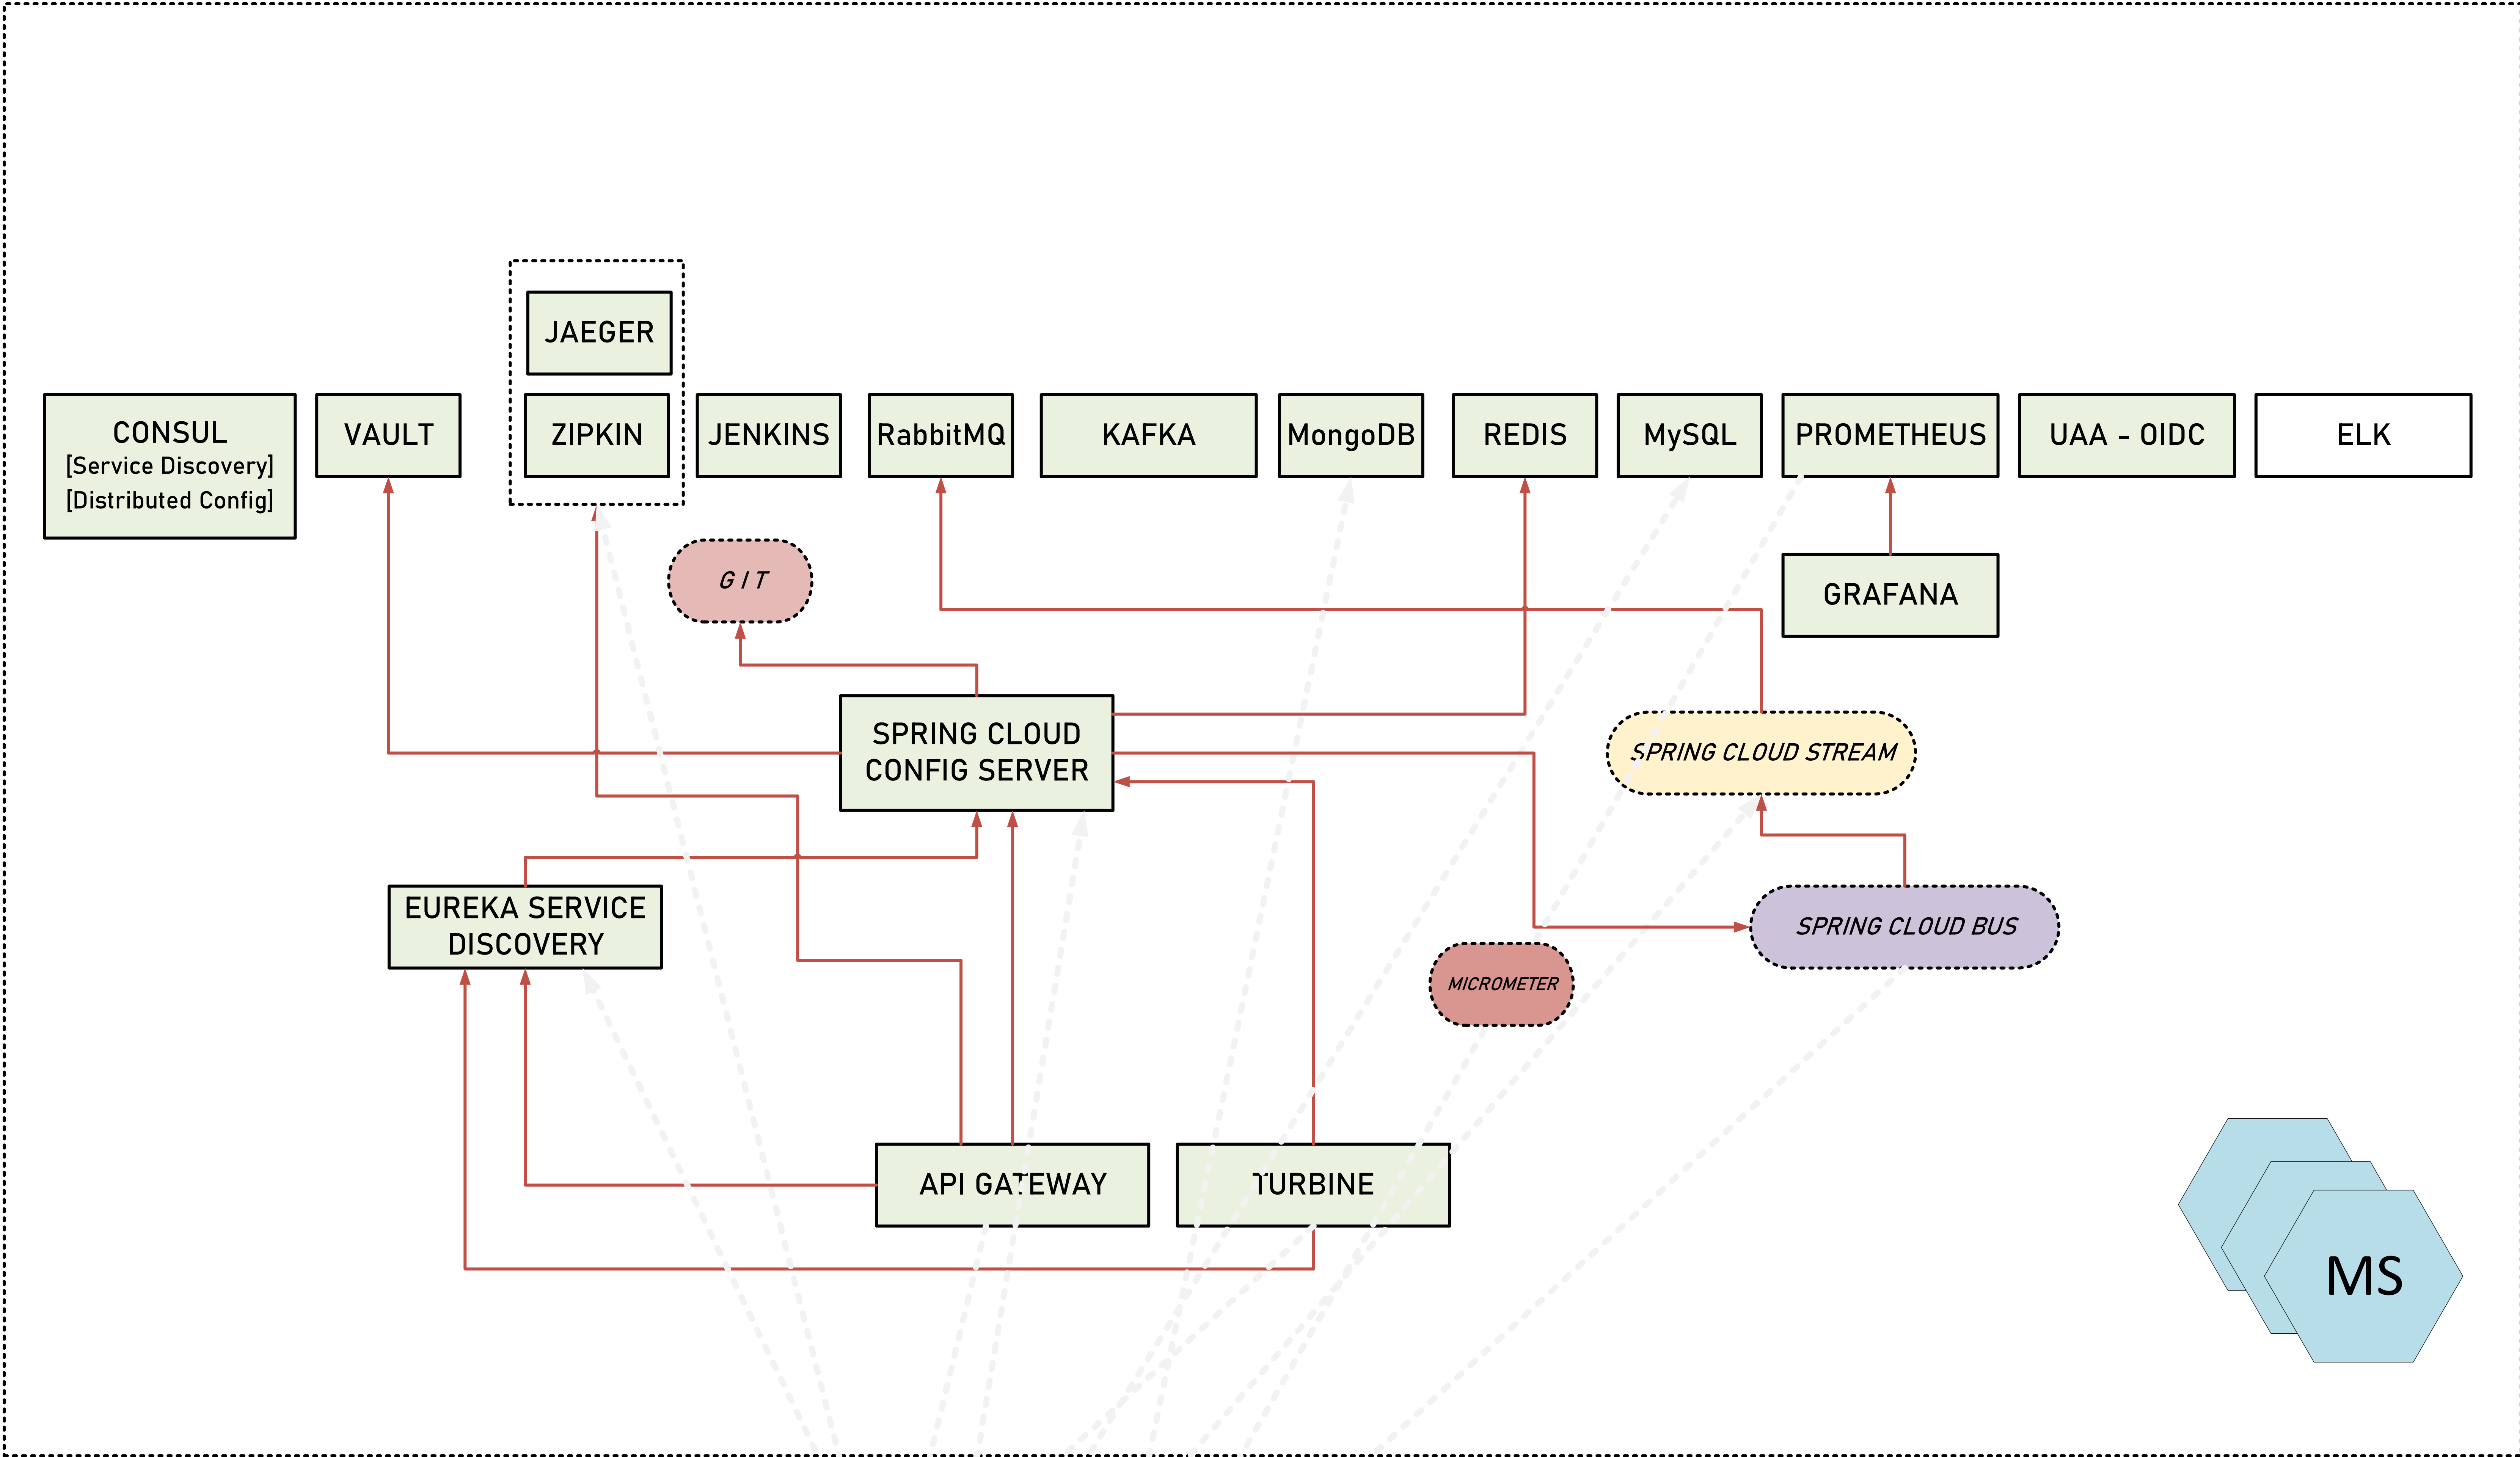 JAEGER
CONSUL
[Service Discovery]
[Distributed Config]
VAULT
ZIPKIN
JENKINS
RabbitMQ
KAFKA
MongoDB
REDIS
MySQL
PROMETHEUS
UAA - OIDC
ELK
G I T
GRAFANA
SPRING CLOUD
CONFIG SERVER
SPRING CLOUD STREAM
EUREKA SERVICE
DISCOVERY
SPRING CLOUD BUS
MICROMETER
API GATEWAY
TURBINE
MS